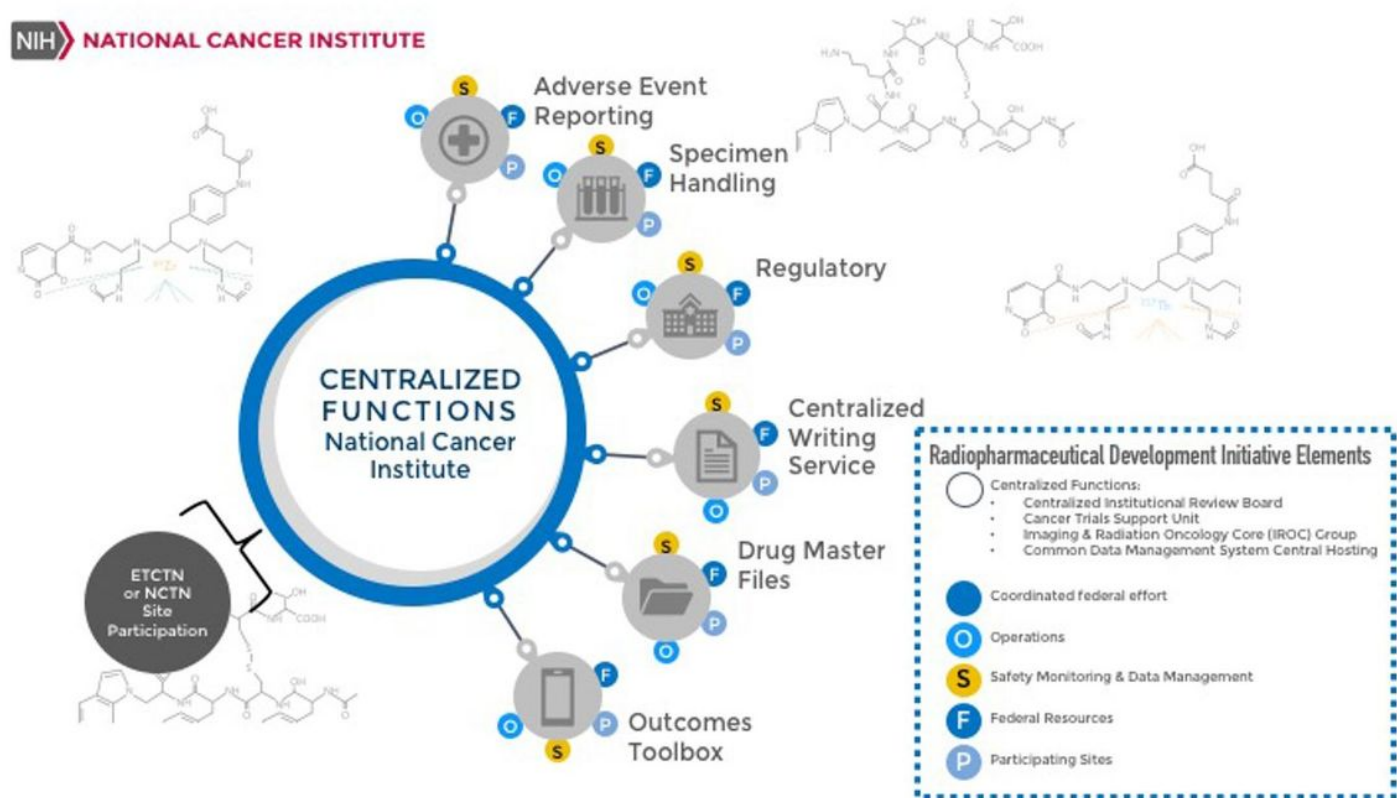 NIH NATIONAL CANCER INSTITUTE
Adverse Event
Reporting
S
O
F
P
Specimen
Handling
S
O
F
P
Regulatory
S
O
F
P
Centralized
Writing
Service
S
F
P
O
Drug Master
Files
S
F
P
O
Outcomes
Toolbox
F
O
P
S
CENTRALIZED
FUNCTIONS
National Cancer
Institute
ETCTN
or NCTN
Site
Participation
Radiopharmaceutical Development Initiative Elements
Centralized Functions:
· Centralized Institutional Review Board
· Cancer Trials Support Unit
· Imaging & Radiation Oncology Core (IROC) Group
· Common Data Management System Central Hosting
Coordinated federal effort
O Operations
S Safety Monitoring & Data Management
F Federal Resources
P Participating Sites